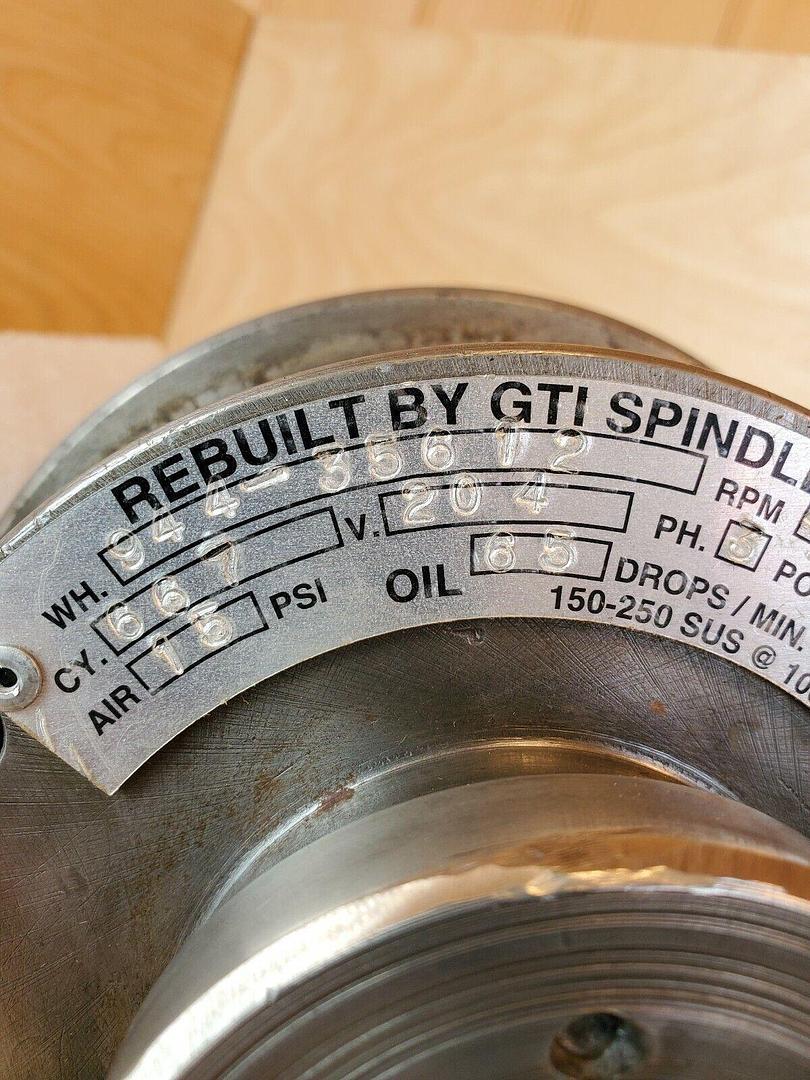 REBUILT BY GTI SPINDL
WH. 944-35612 RPM
CY. 667 V. 204 PH. 3 PO
AIR 15 PSI OIL 65 DROPS / MIN.
150-250 SUS @ 10